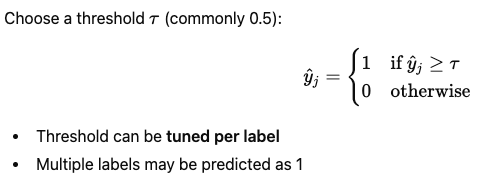 Choose a threshold τ (commonly 0.5):
ŷⱼ = { 1 if ŷⱼ ≥ τ
0 otherwise
• Threshold can be tuned per label
• Multiple labels may be predicted as 1